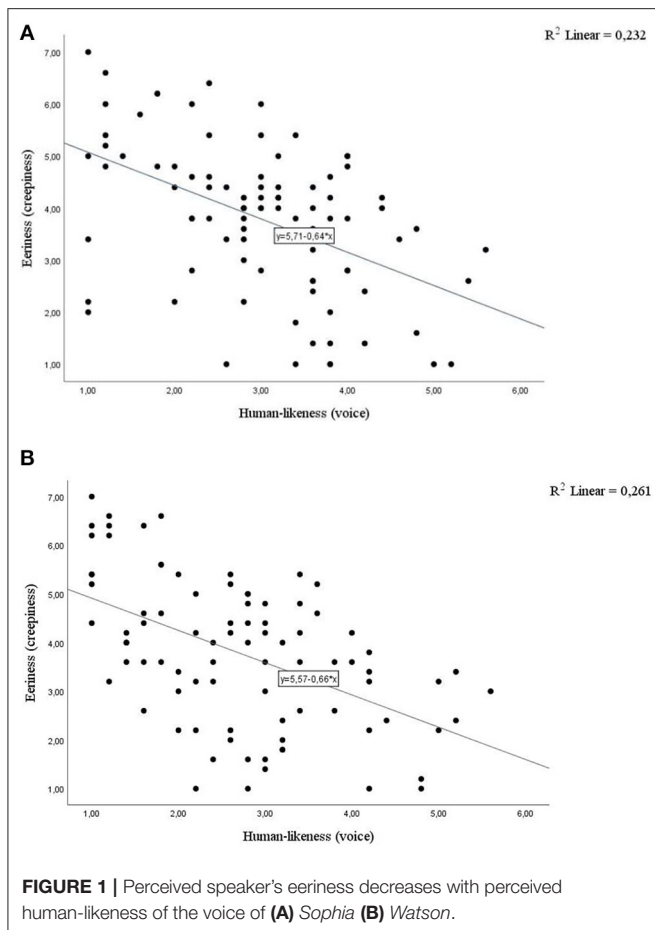 A
R² Linear = 0,232
7,00
6,00
5,00
4,00
3,00
2,00
1,00
Eeriness (creepiness)
y=5,71-0,64*x
1,00 2,00 3,00 4,00 5,00 6,00
Human-likeness (voice)
B
R² Linear = 0,261
7,00
6,00
5,00
4,00
3,00
2,00
1,00
Eeriness (creepiness)
y=5,57-0,66*x
1,00 2,00 3,00 4,00 5,00 6,00
Human-likeness (voice)
FIGURE 1 | Perceived speaker's eeriness decreases with perceived
human-likeness of the voice of (A) Sophia (B) Watson.